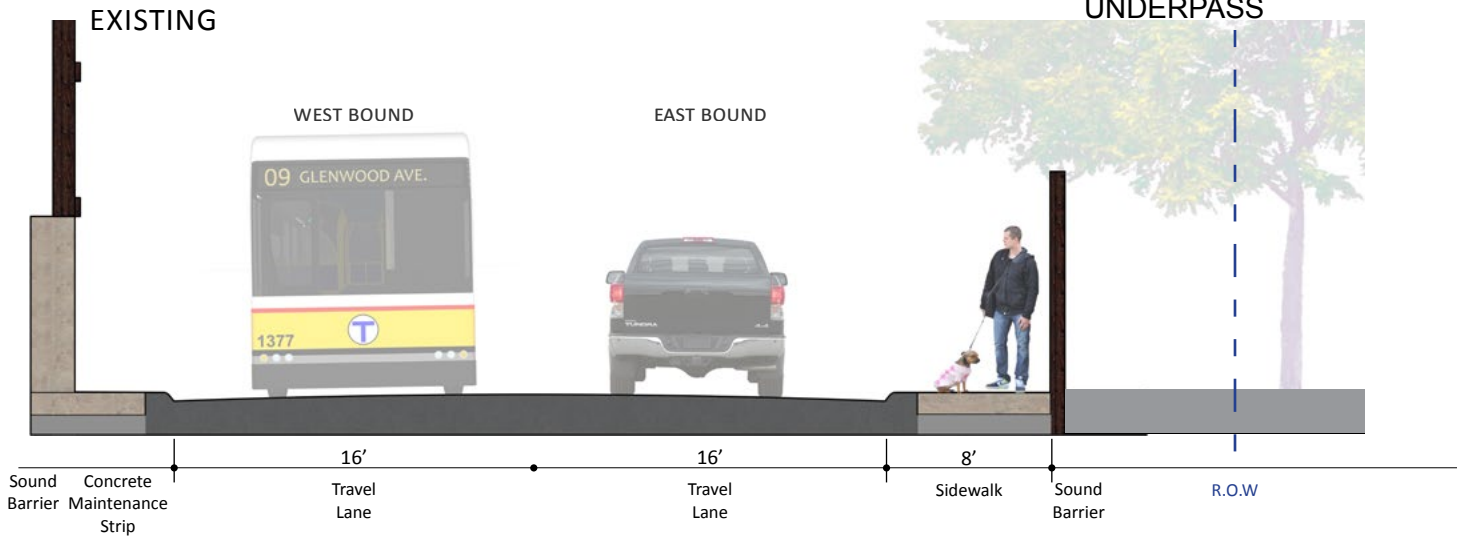 UNDERPASS
EXISTING
WEST BOUND
EAST BOUND
09 GLENWOOD AVE.
1377
T
TUNDRA
4x4
16’
16’
8’
Sound
Barrier
Concrete
Maintenance
Strip
Travel
Lane
Travel
Lane
Sidewalk
Sound
Barrier
R.O.W